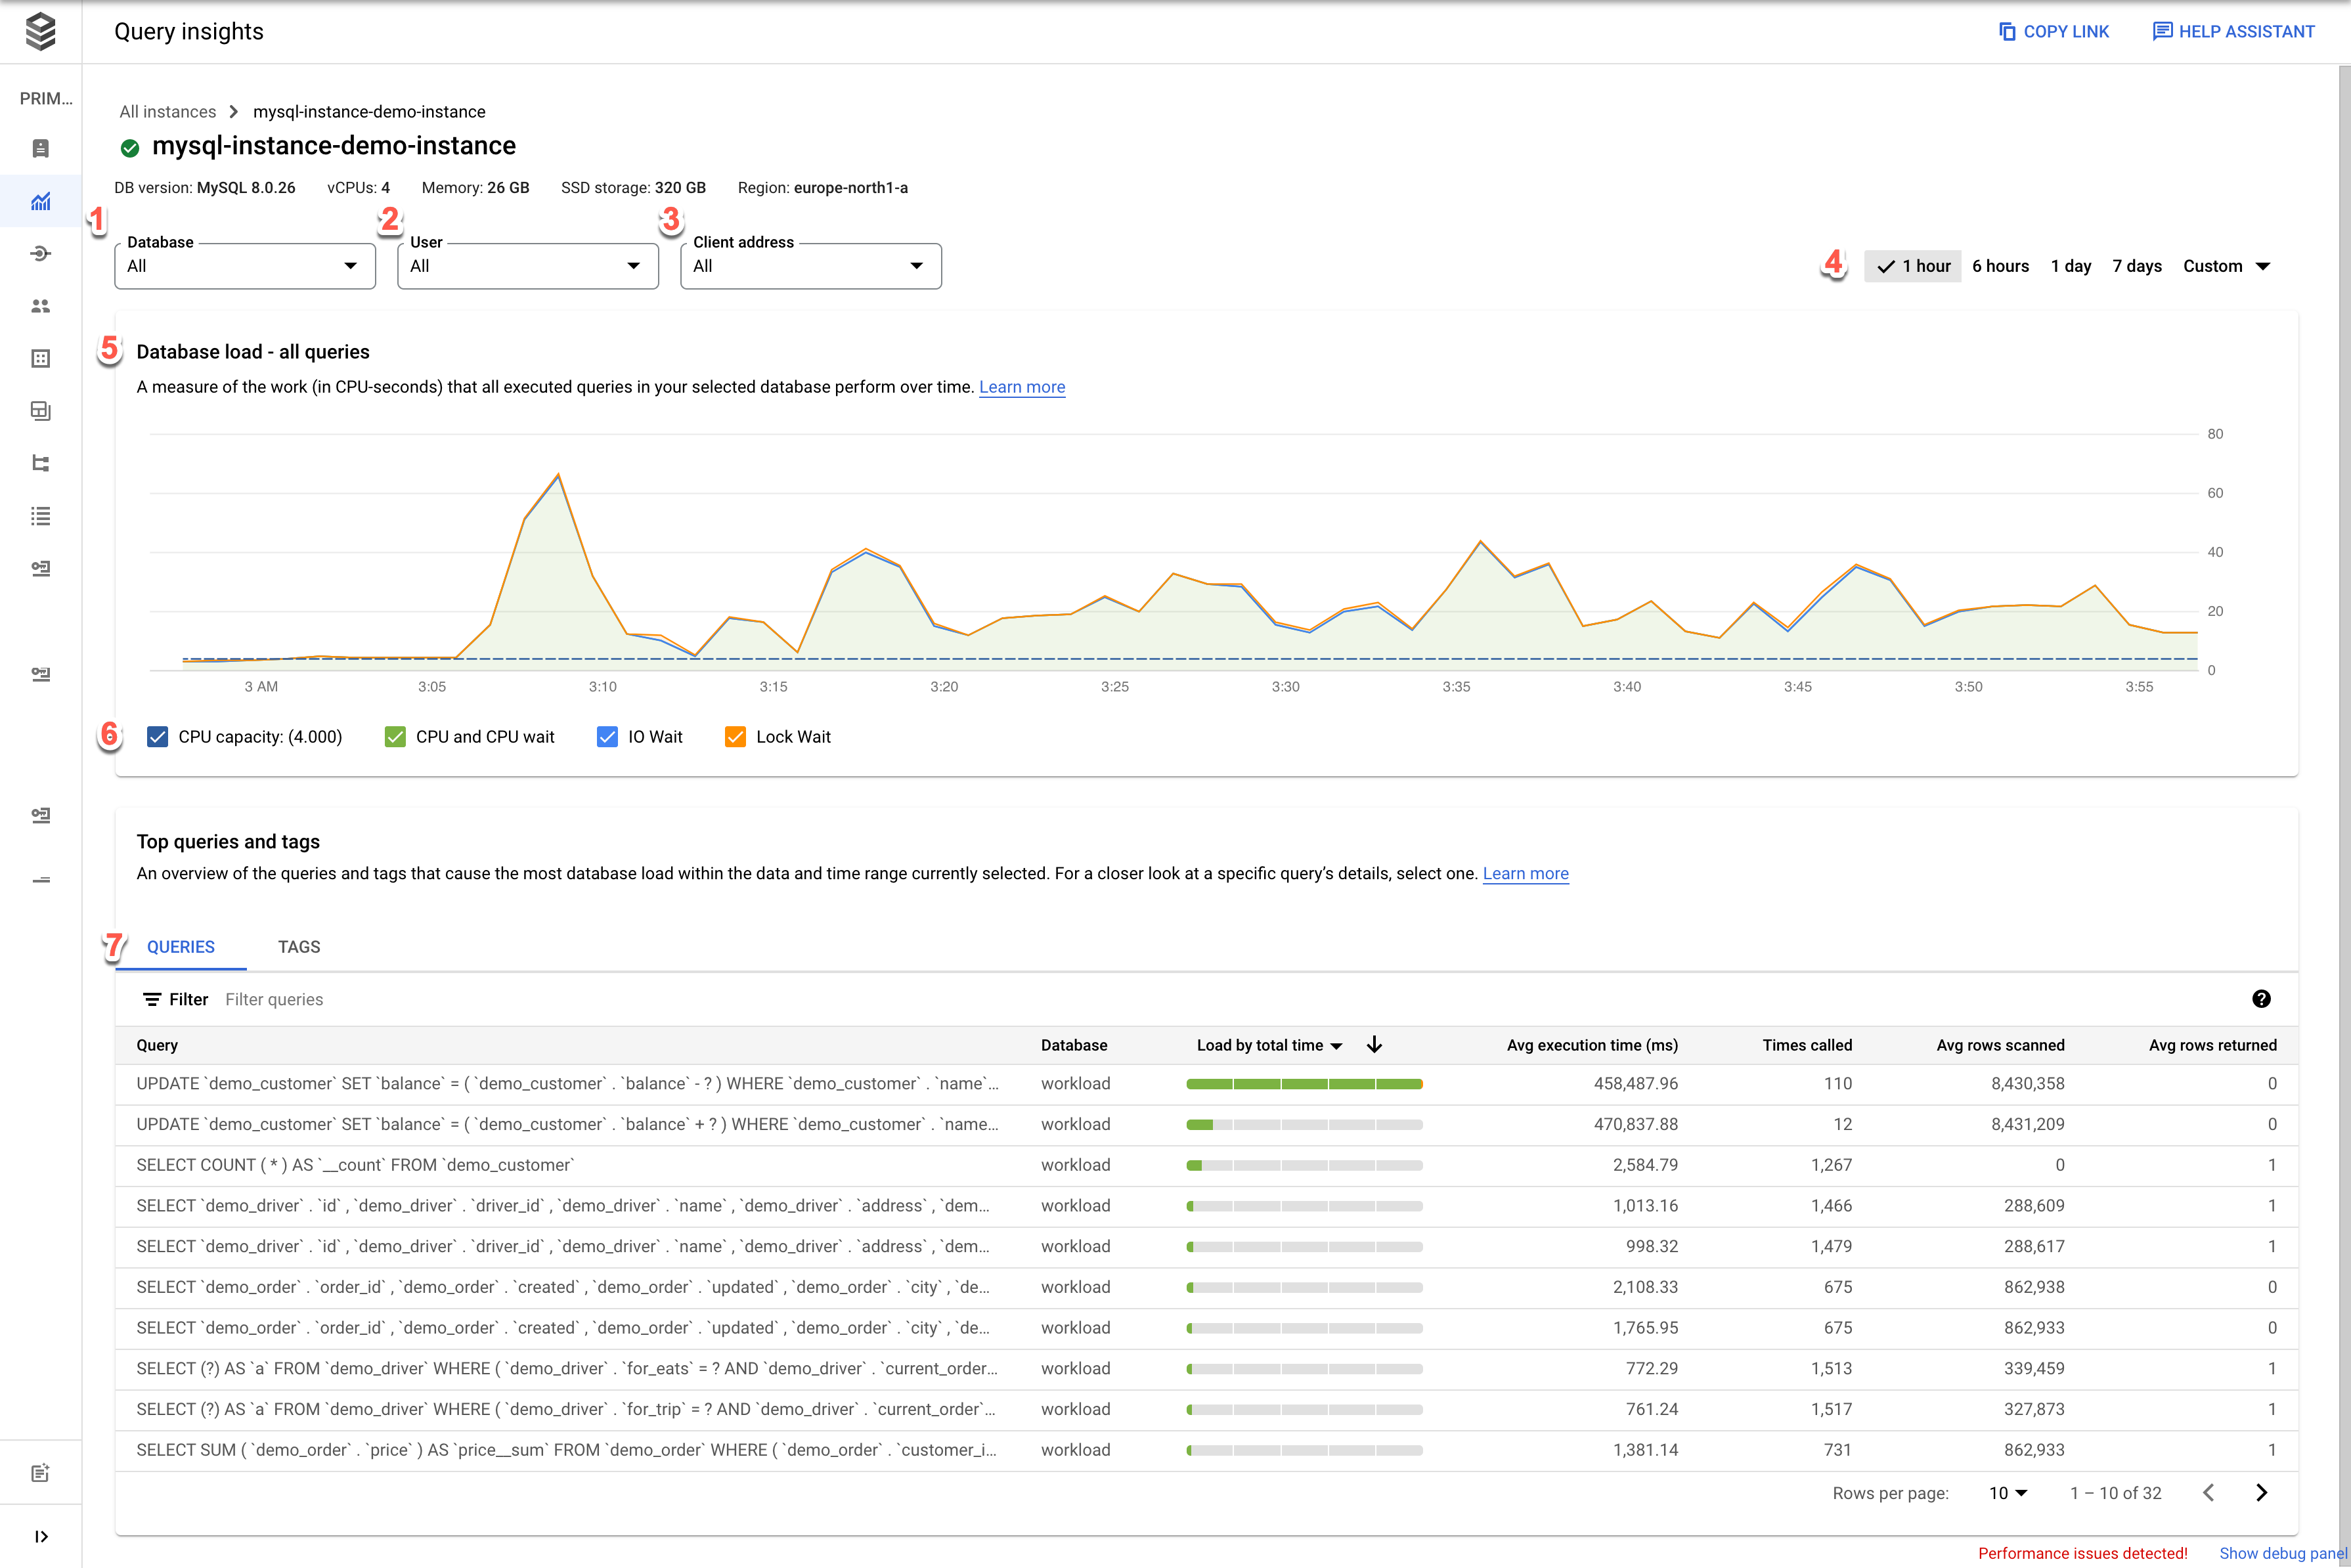 Query insights
COPY LINK
HELP ASSISTANT
PRIM...
All instances
mysql-instance-demo-instance
mysql-instance-demo-instance
DB version: MySQL 8.0.26
vCPUs: 4
Memory: 26 GB
SSD storage: 320 GB
Region: europe-north1-a
1
Database
All
2
User
All
3
Client address
All
4
1 hour
6 hours
1 day
7 days
Custom
5
Database load - all queries
A measure of the work (in CPU-seconds) that all executed queries in your selected database perform over time. Learn more
80
60
40
20
0
3 AM
3:05
3:10
3:15
3:20
3:25
3:30
3:35
3:40
3:45
3:50
3:55
6
CPU capacity: (4.000)
CPU and CPU wait
IO Wait
Lock Wait
Top queries and tags
An overview of the queries and tags that cause the most database load within the data and time range currently selected. For a closer look at a specific query’s details, select one. Learn more
7
QUERIES
TAGS
Filter
Filter queries
?
Query Database Load by total time Avg execution time (ms) Times called Avg rows scanned Avg rows returned
UPDATE `demo_customer` SET `balance` = ( `demo_customer` . `balance` - ? ) WHERE `demo_customer` . `name`... workload 458,487.96 110 8,430,358 0
UPDATE `demo_customer` SET `balance` = ( `demo_customer` . `balance` + ? ) WHERE `demo_customer` . `name... workload 470,837.88 12 8,431,209 0
SELECT COUNT ( * ) AS `__count` FROM `demo_customer` workload 2,584.79 1,267 0 1
SELECT `demo_driver` . `id` , `demo_driver` . `driver_id` , `demo_driver` . `name` , `demo_driver` . `address` , `dem... workload 1,013.16 1,466 288,609 1
SELECT `demo_driver` . `id` , `demo_driver` . `driver_id` , `demo_driver` . `name` , `demo_driver` . `address` , `dem... workload 998.32 1,479 288,617 1
SELECT `demo_order` . `order_id` , `demo_order` . `created` , `demo_order` . `updated` , `demo_order` . `city` , `de... workload 2,108.33 675 862,938 0
SELECT `demo_order` . `order_id` , `demo_order` . `created` , `demo_order` . `updated` , `demo_order` . `city` , `de... workload 1,765.95 675 862,933 0
SELECT (?) AS `a` FROM `demo_driver` WHERE ( `demo_driver` . `for_eats` = ? AND `demo_driver` . `current_order... workload 772.29 1,513 339,459 1
SELECT (?) AS `a` FROM `demo_driver` WHERE ( `demo_driver` . `for_trip` = ? AND `demo_driver` . `current_order`... workload 761.24 1,517 327,873 1
SELECT SUM ( `demo_order` . `price` ) AS `price__sum` FROM `demo_order` WHERE ( `demo_order` . `customer_i... workload 1,381.14 731 862,933 1
Rows per page: 10 1 – 10 of 32
Performance issues detected!
Show debug panel